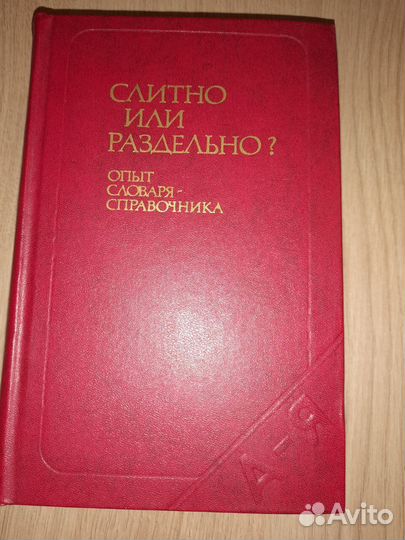 СЛИТНО
ИЛИ
РАЗДЕЛЬНО?
ОПЫТ
СЛОВАРЯ-
СПРАВОЧНИКА
А-Я
Avito